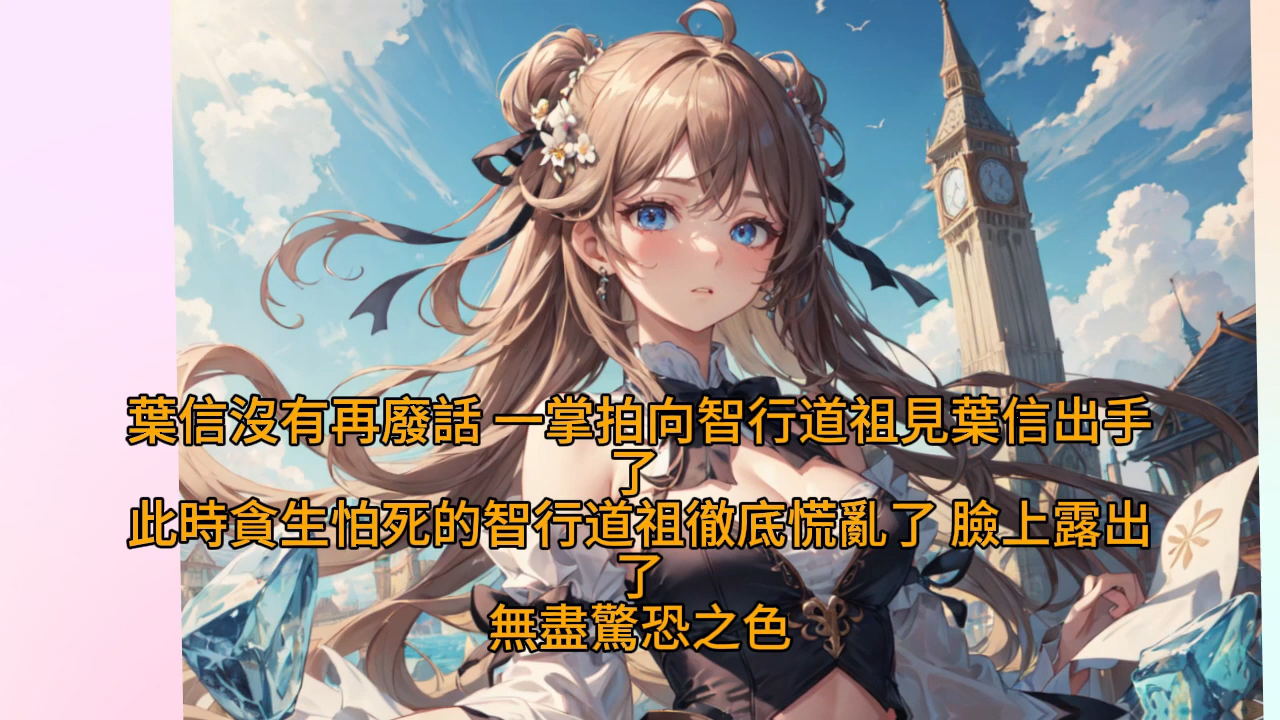 葉信沒有再廢話 一掌拍向智行道祖見葉信出手
了
此時貪生怕死的智行道祖徹底慌亂了 臉上露出
了
無盡驚恐之色